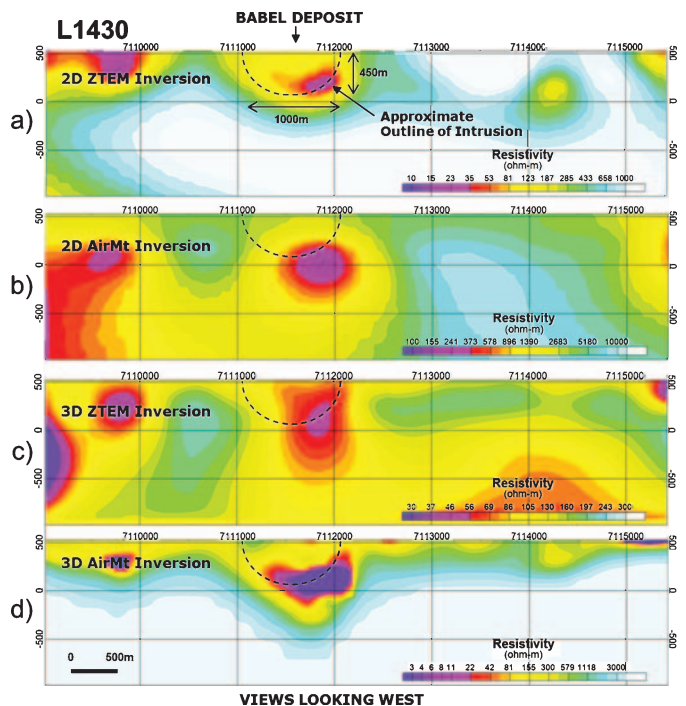 BABEL DEPOSIT
L1430
7110000 7111000 7112000 7113000 7114000 7115000
500 500
2D ZTEM Inversion
450m
a)
0 0
1000m
Approximate
Outline of Intrusion
-500 -500
Resistivity
(ohm-m)
10 15 23 35 53 81 123 187 285 433 658 1000
7110000 7111000 7112000 7113000 7114000 7115000
500 500
2D AirMt Inversion
b)
0 0
-500 -500
Resistivity
(ohm-m)
100 155 241 373 578 896 1390 2683 5180 10000
7110000 7111000 7112000 7113000 7114000 7115000
500 500
3D ZTEM Inversion
c)
0 0
-500 -500
Resistivity
(ohm-m)
30 37 46 56 69 86 105 130 160 197 243 300
7110000 7111000 7112000 7113000 7114000 7115000
500 500
3D AirMt Inversion
d)
0 0
-500 -500
0 500m
Resistivity
(ohm-m)
3 4 6 8 11 22 42 81 155 300 579 1118 3000
VIEWS LOOKING WEST